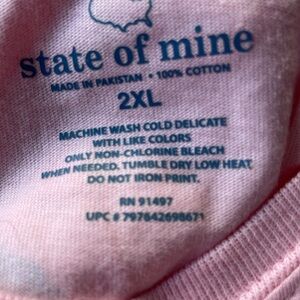 state of mine
MADE IN PAKISTAN • 100% COTTON
2XL
MACHINE WASH COLD DELICATE
WITH LIKE COLORS
ONLY NON-CHLORINE BLEACH
WHEN NEEDED. TUMBLE DRY LOW HEAT,
DO NOT IRON PRINT.
RN 91497
UPC # 797642698671